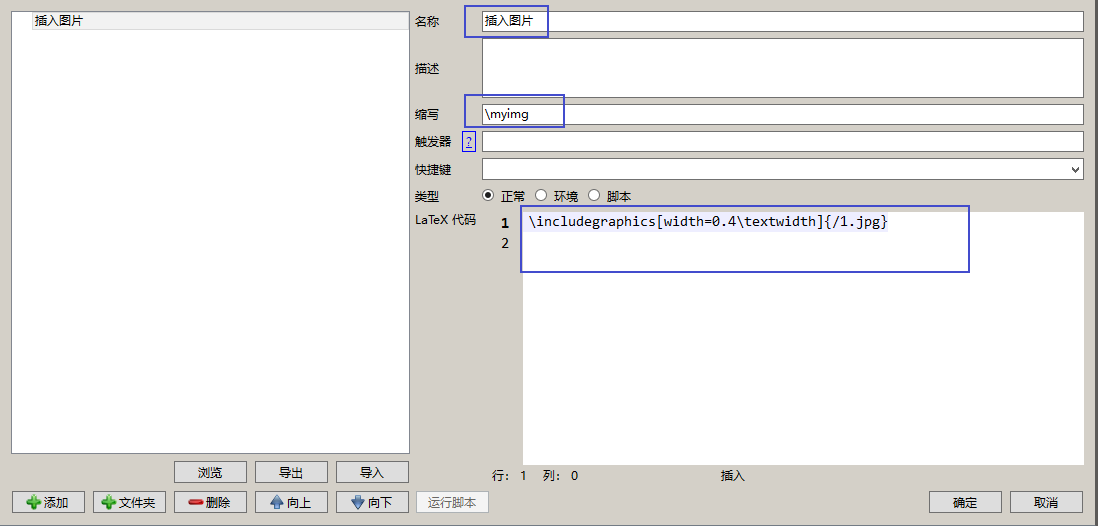 插入图片
名称 插入图片
描述
缩写 \myimg
触发器 ?
快捷键
类型 正常 环境 脚本
LaTeX 代码
1 \includegraphics[width=0.4\textwidth]{/1.jpg}
2
浏览 导出 导入
行: 1 列: 0 插入
添加 文件夹 删除 向上 向下 运行脚本 确定 取消